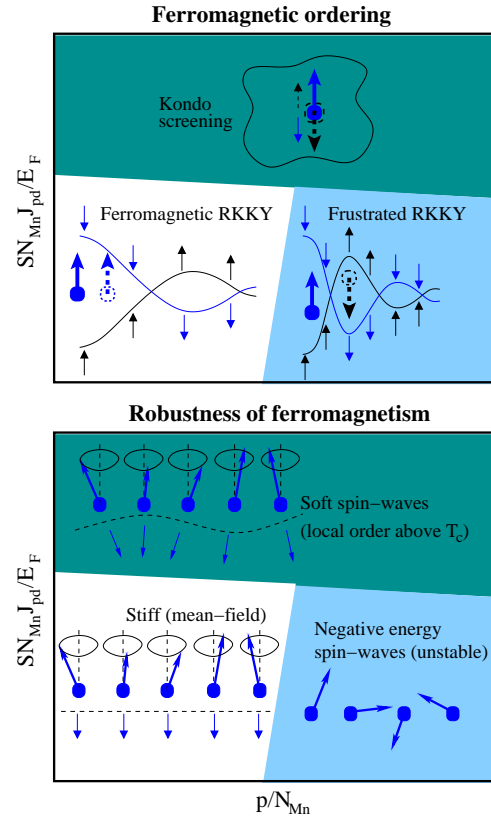 Ferromagnetic ordering
Kondo
screening
SN_Mn J_pd/E_F
Ferromagnetic RKKY
Frustrated RKKY
Robustness of ferromagnetism
Soft spin−waves
(local order above T_c)
SN_Mn J_pd/E_F
Stiff (mean−field)
Negative energy
spin−waves (unstable)
p/N_Mn